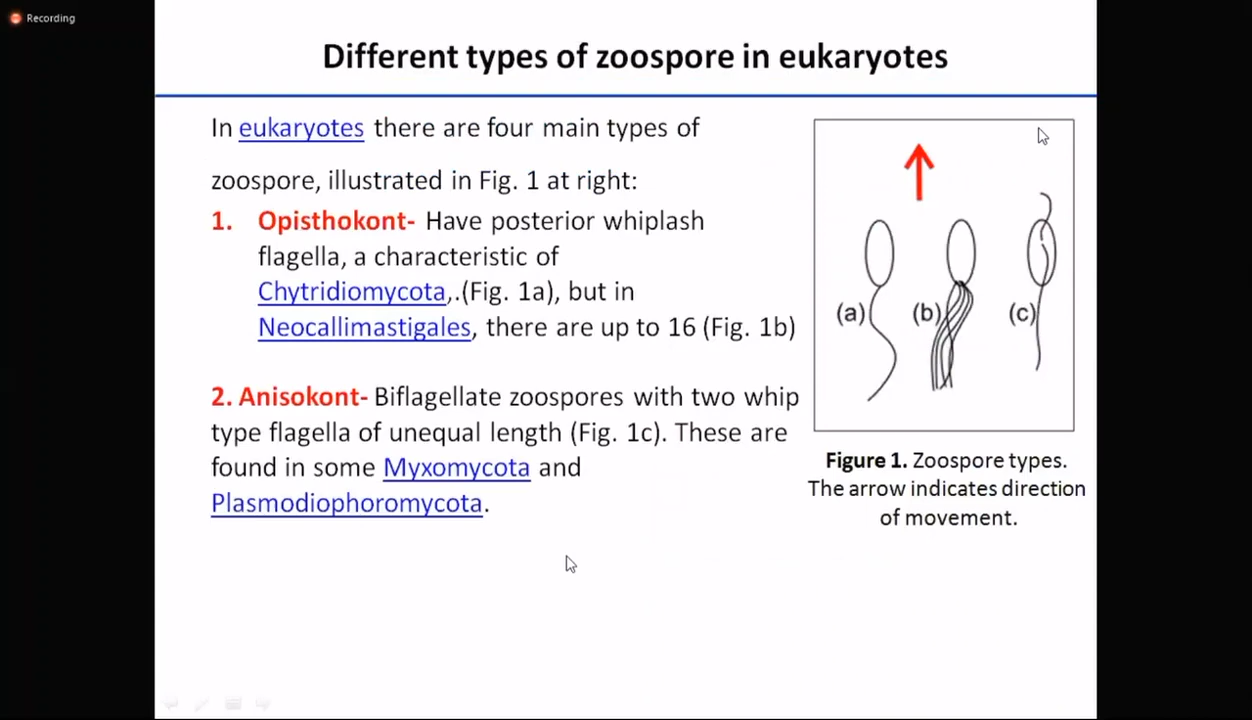 Recording
Different types of zoospore in eukaryotes
In eukaryotes there are four main types of
zoospore, illustrated in Fig. 1 at right:
1. Opisthokont- Have posterior whiplash
flagella, a characteristic of
Chytridiomycota,.(Fig. 1a), but in
Neocallimastigales, there are up to 16 (Fig. 1b)
2. Anisokont- Biflagellate zoospores with two whip
type flagella of unequal length (Fig. 1c). These are
found in some Myxomycota and
Plasmodiophoromycota.
(a) (b) (c)
Figure 1. Zoospore types.
The arrow indicates direction
of movement.